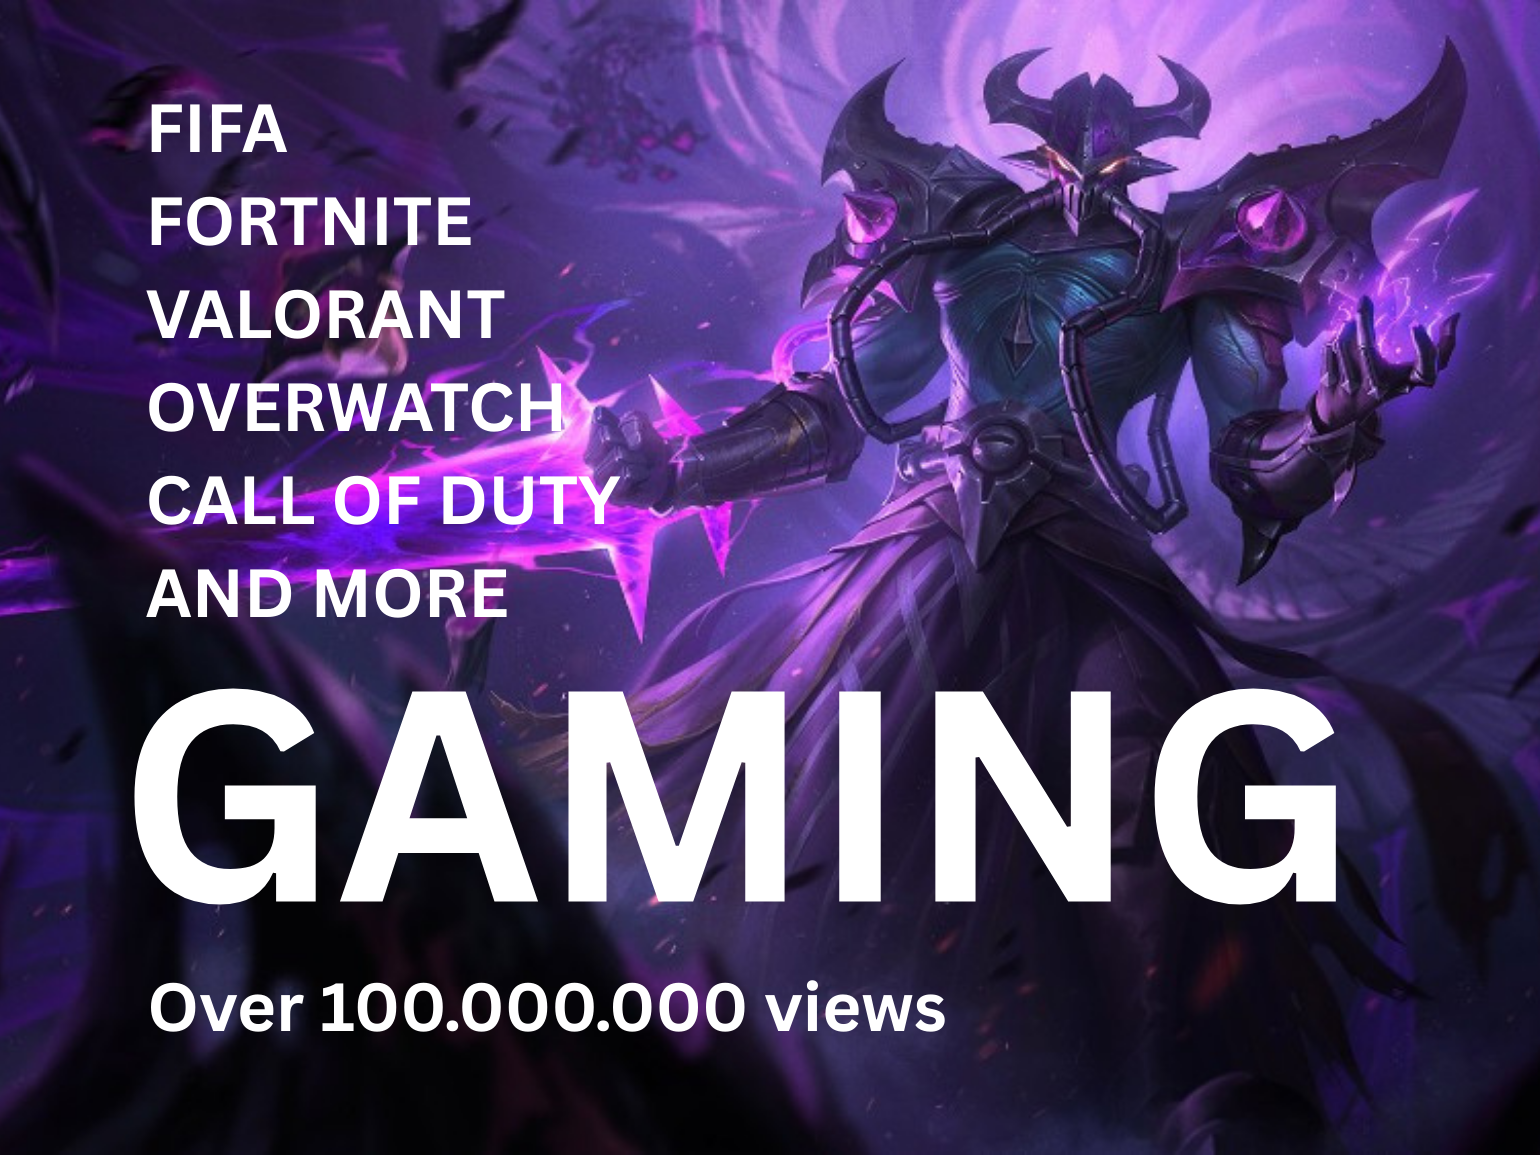 FIFA
FORTNITE
VALORANT
OVERWATCH
CALL OF DUTY
AND MORE
GAMING
Over 100.000.000 views